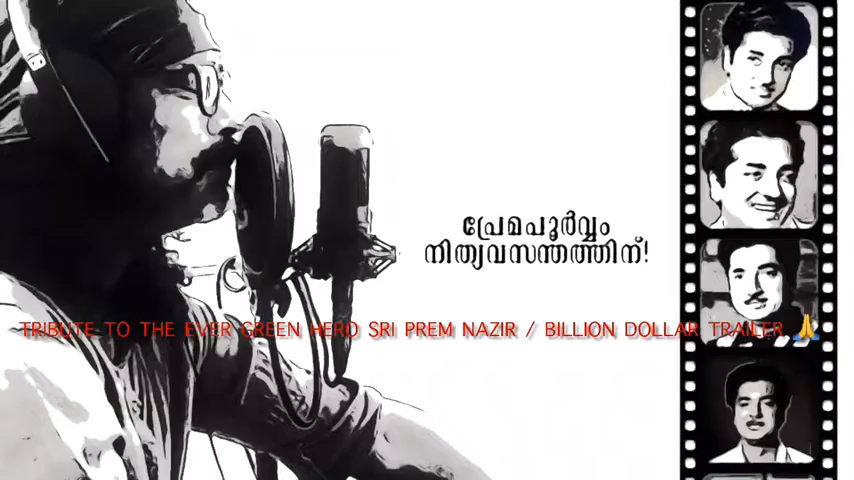 പ്രേമപൂർവ്വം
നിത്യവസന്തത്തിന്!
TRIBUTE TO THE EVER GREEN HERO SRI PREM NAZIR / BILLION DOLLAR TRAILER 🙏